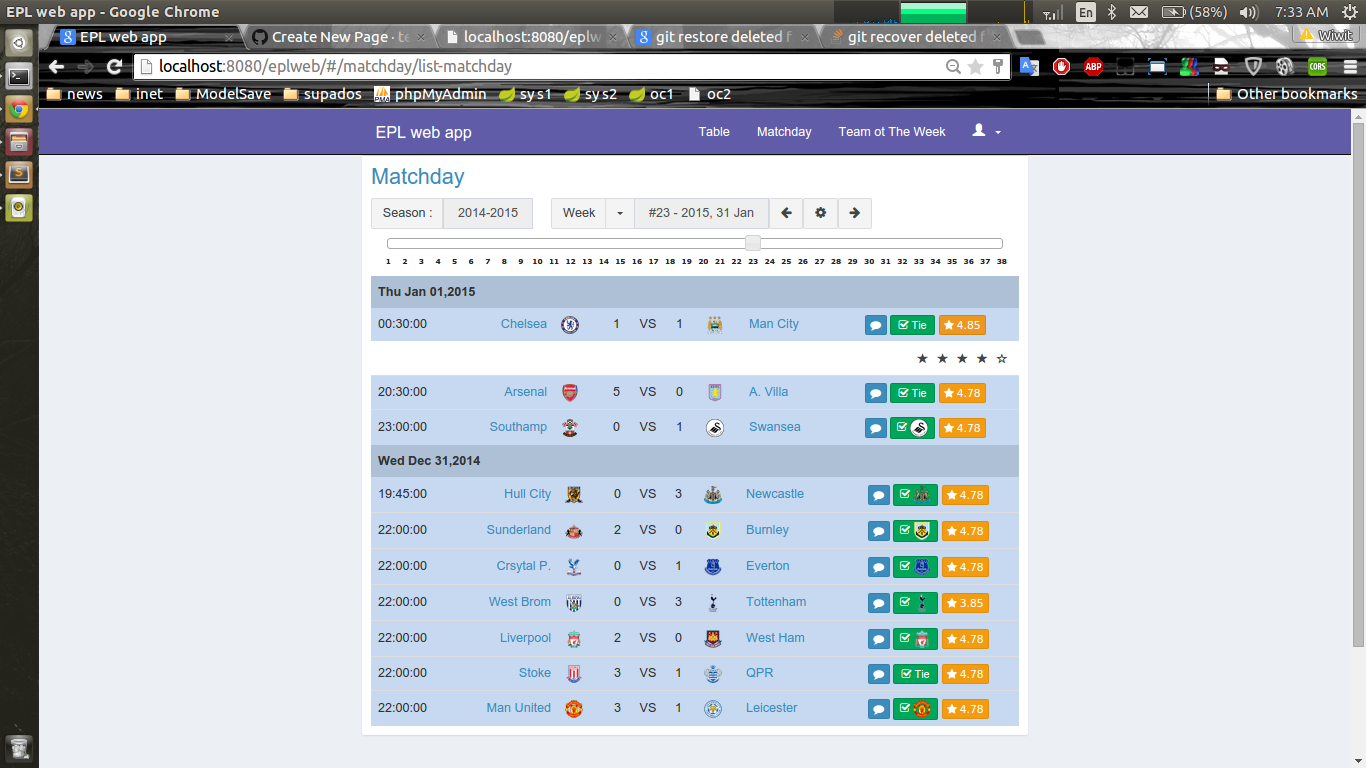 EPL web app - Google Chrome En (58%) 7:33 AM
EPL web app × Create New Page · te × localhost:8080/eplw × git restore deleted f × git recover deleted f × Wiwit
localhost:8080/eplweb/#/matchday/list-matchday ABP CORS
news inet ModelSave supados phpMyAdmin sys1 sys2 oc1 oc2 Other bookmarks
EPL web app Table Matchday Team ot The Week
Matchday
Season : 2014-2015 Week #23 - 2015, 31 Jan
1 2 3 4 5 6 7 8 9 10 11 12 13 14 15 16 17 18 19 20 21 22 23 24 25 26 27 28 29 30 31 32 33 34 35 36 37 38
Thu Jan 01,2015
00:30:00 Chelsea 1 VS 1 Man City Tie 4.85
20:30:00 Arsenal 5 VS 0 A. Villa Tie 4.78
23:00:00 Southamp 0 VS 1 Swansea 4.78
Wed Dec 31,2014
19:45:00 Hull City 0 VS 3 Newcastle 4.78
22:00:00 Sunderland 2 VS 0 Burnley 4.78
22:00:00 Crsytal P. 0 VS 1 Everton 4.78
22:00:00 West Brom 0 VS 3 Tottenham 3.85
22:00:00 Liverpool 2 VS 0 West Ham 4.78
22:00:00 Stoke 3 VS 1 QPR Tie 4.78
22:00:00 Man United 3 VS 1 Leicester 4.78